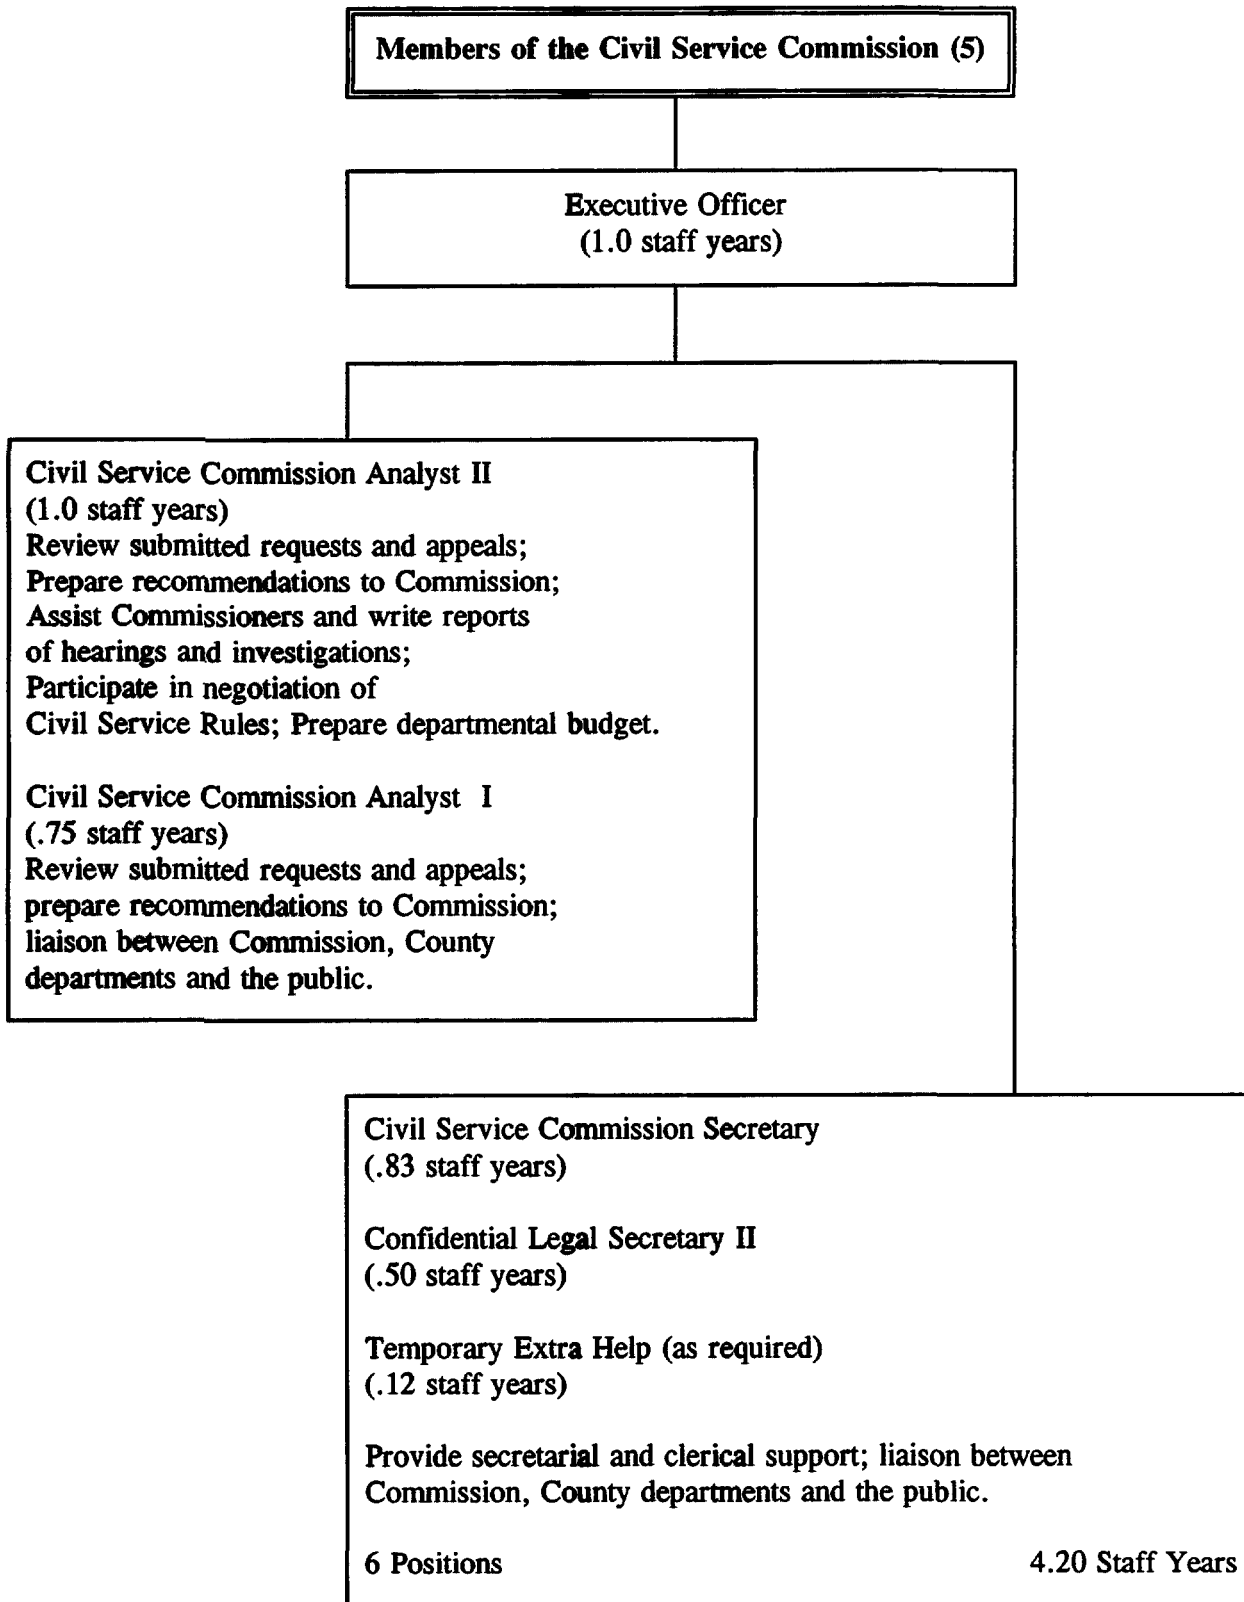 Members of the Civil Service Commission (5)
Executive Officer
(1.0 staff years)
Civil Service Commission Analyst II
(1.0 staff years)
Review submitted requests and appeals;
Prepare recommendations to Commission;
Assist Commissioners and write reports
of hearings and investigations;
Participate in negotiation of
Civil Service Rules; Prepare departmental budget.
Civil Service Commission Analyst I
(.75 staff years)
Review submitted requests and appeals;
prepare recommendations to Commission;
liaison between Commission, County
departments and the public.
Civil Service Commission Secretary
(.83 staff years)
Confidential Legal Secretary II
(.50 staff years)
Temporary Extra Help (as required)
(.12 staff years)
Provide secretarial and clerical support; liaison between
Commission, County departments and the public.
6 Positions 4.20 Staff Years